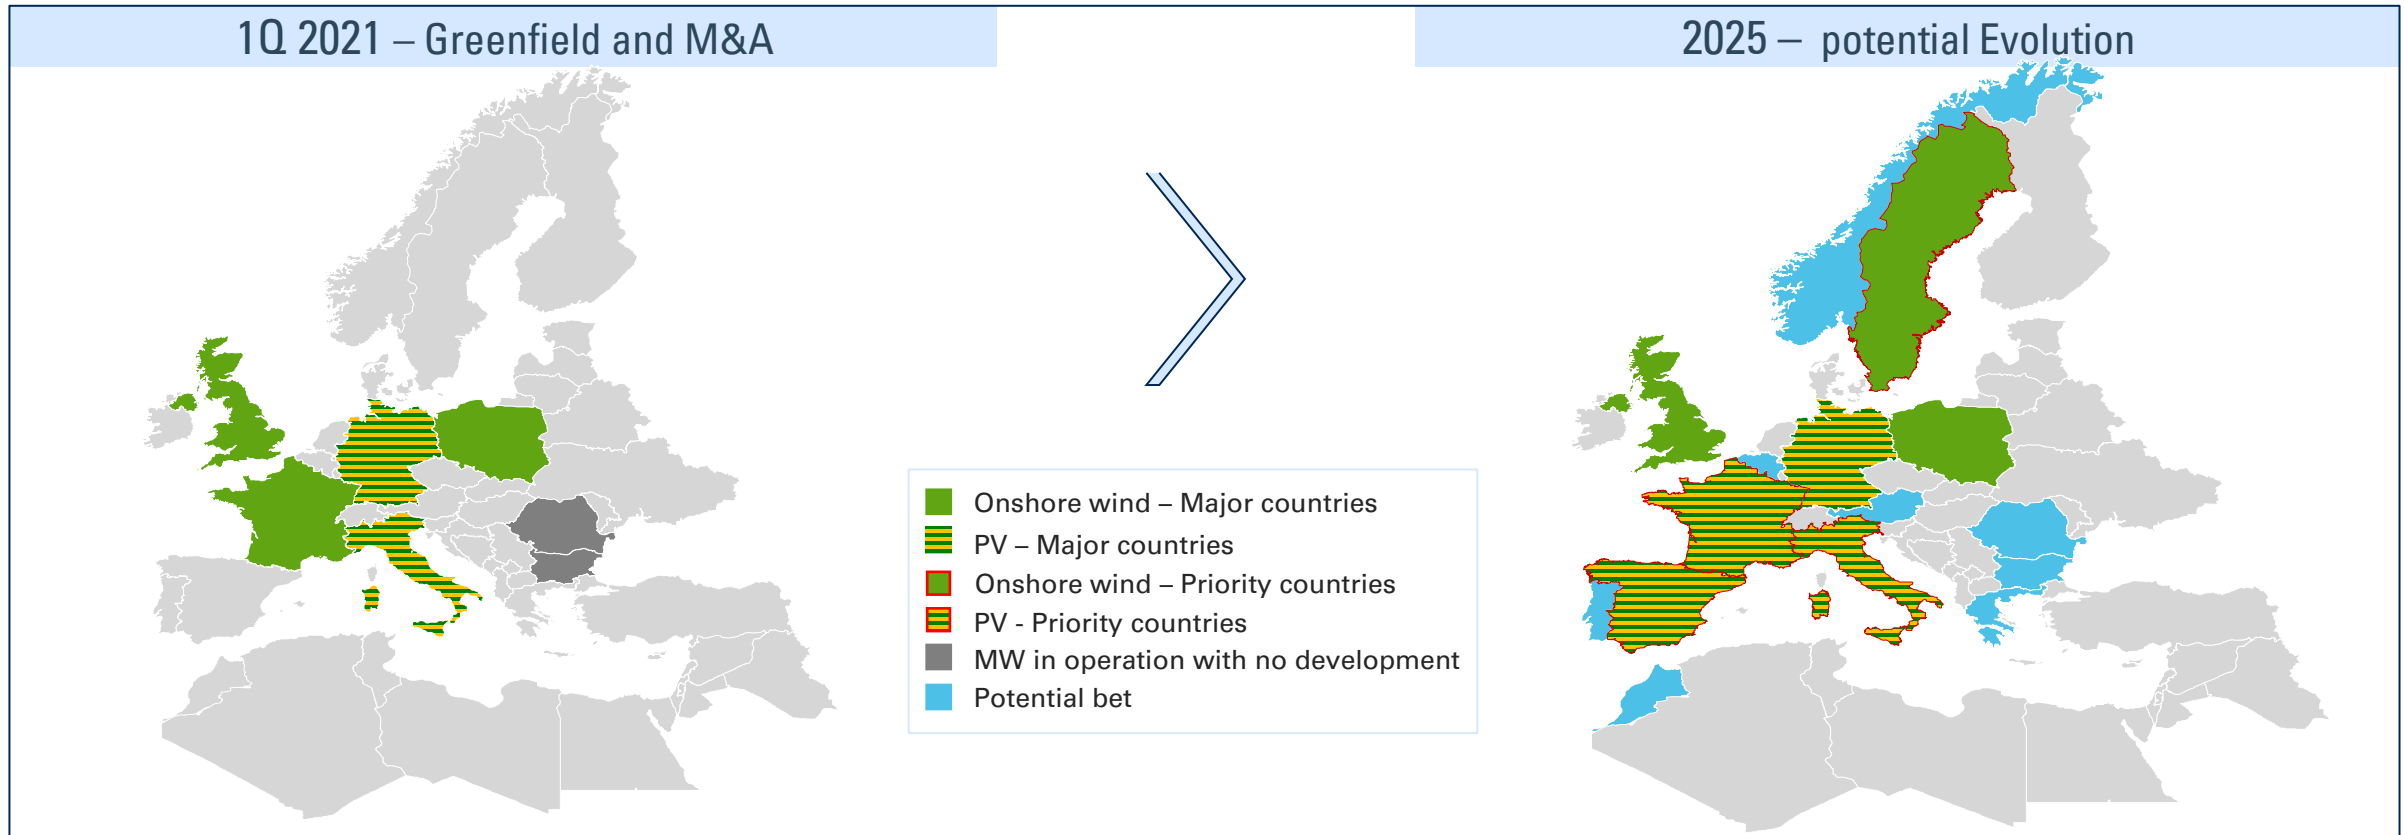 1Q 2021 – Greenfield and M&A
2025 – potential Evolution
Onshore wind – Major countries
PV – Major countries
Onshore wind – Priority countries
PV - Priority countries
MW in operation with no development
Potential bet